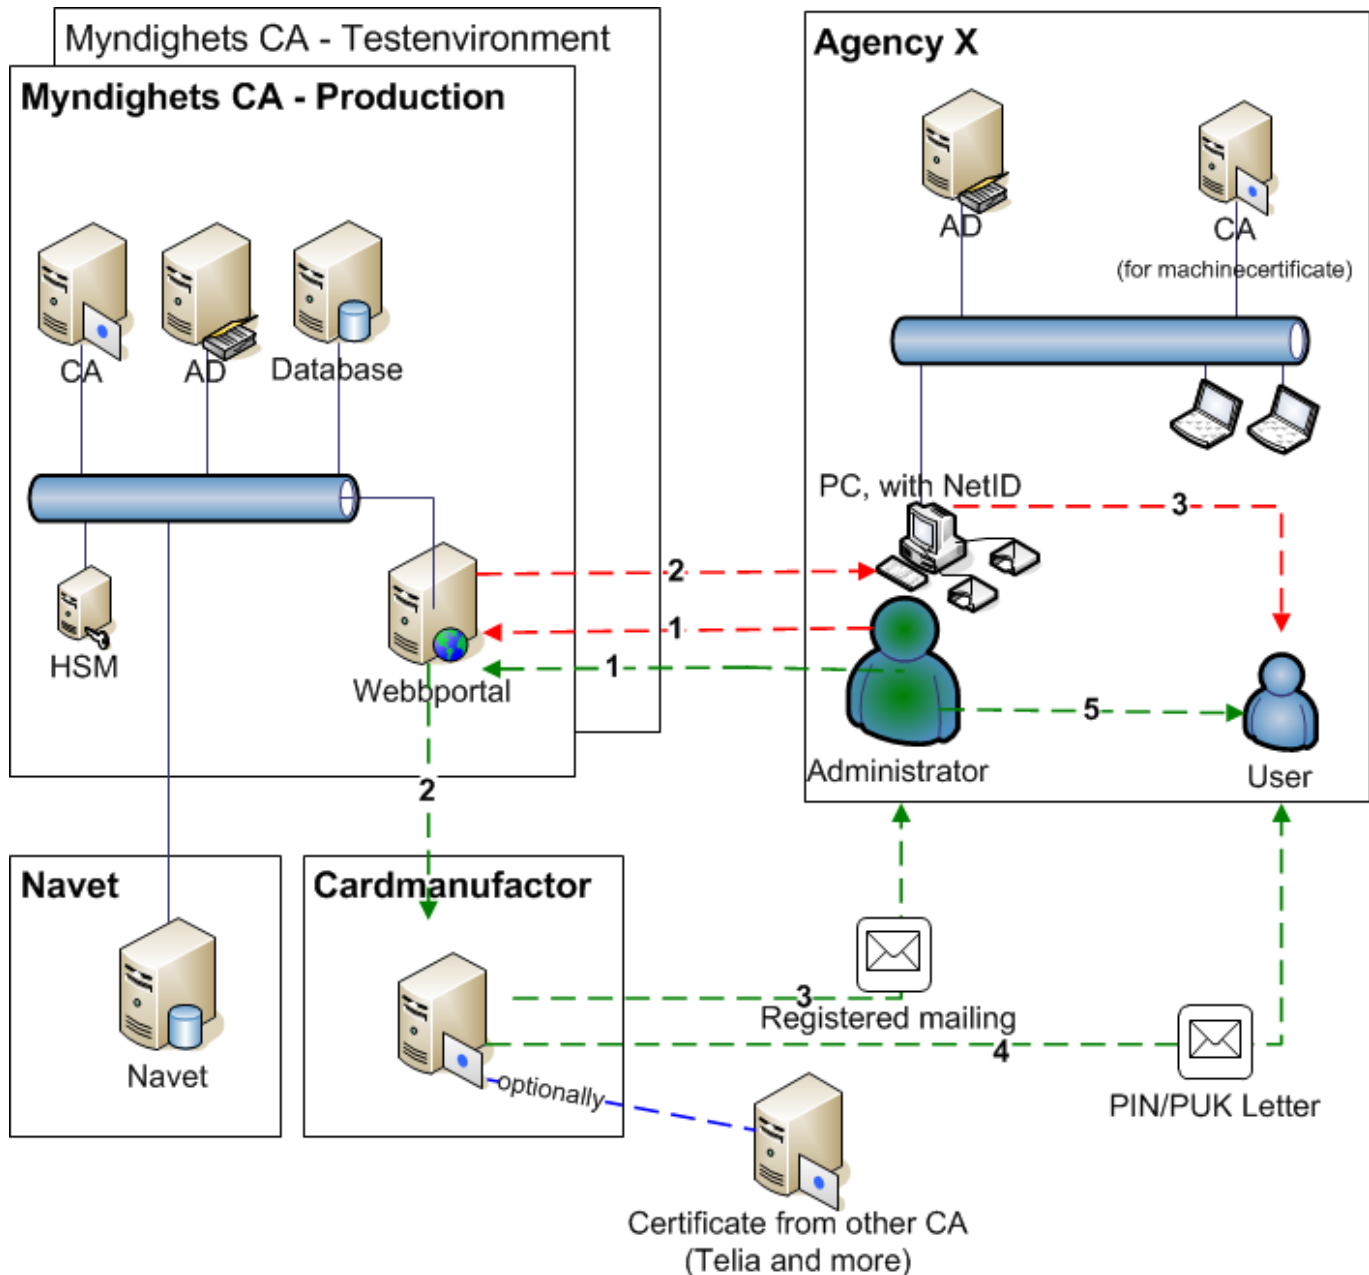 Myndighets CA - Testenvironment
Myndighets CA - Production
CA
AD
Database
HSM
Webbportal
Agency X
AD
CA
(for machinecertificate)
PC, with NetID
3
2
1
1
5
Administrator
User
2
Navet
Navet
Cardmanufactor
3
Registered mailing
4
PIN/PUK Letter
optionally
Certificate from other CA
(Telia and more)